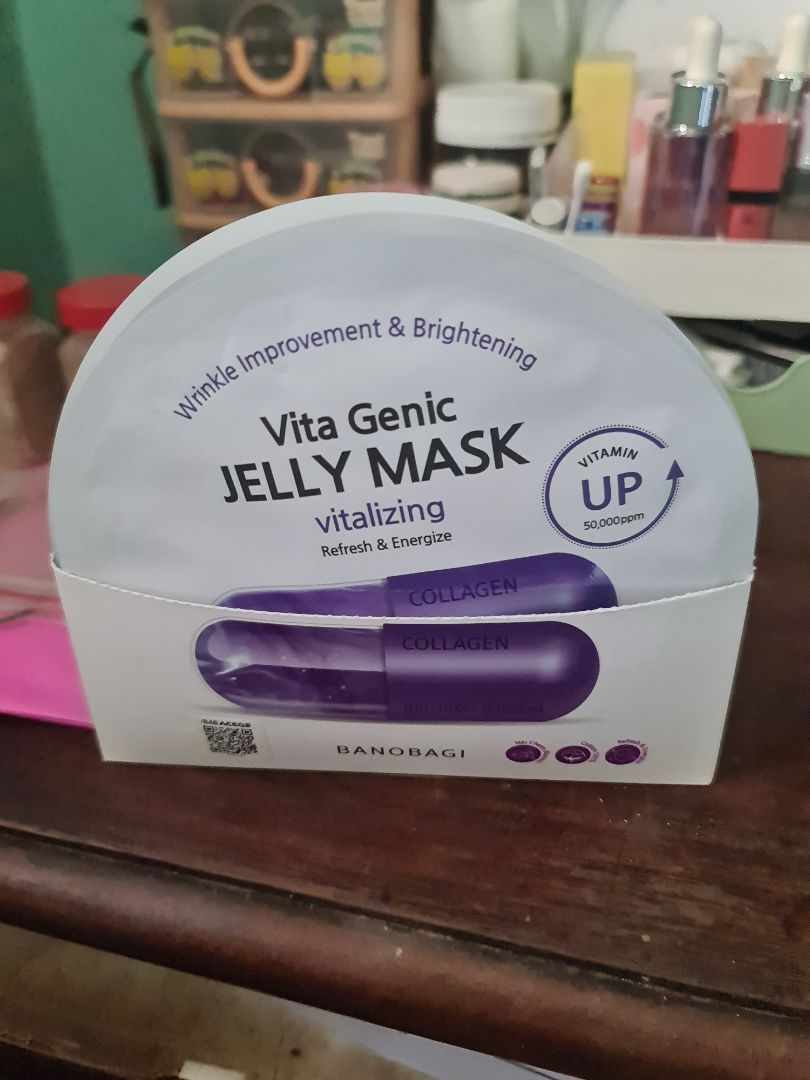 Wrinkle Improvement & Brightening
Vita Genic
JELLY MASK
vitalizing
Refresh & Energize
VITAMIN
UP
50,000ppm
COLLAGEN
COLLAGEN
BANOBAGI